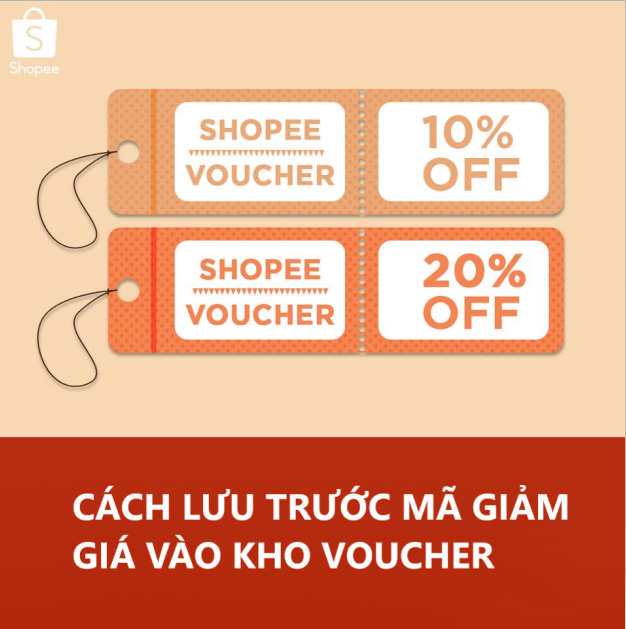 Shopee
SHOPEE
VOUCHER
10%
OFF
SHOPEE
VOUCHER
20%
OFF
CÁCH LƯU TRƯỚC MÃ GIẢM
GIÁ VÀO KHO VOUCHER